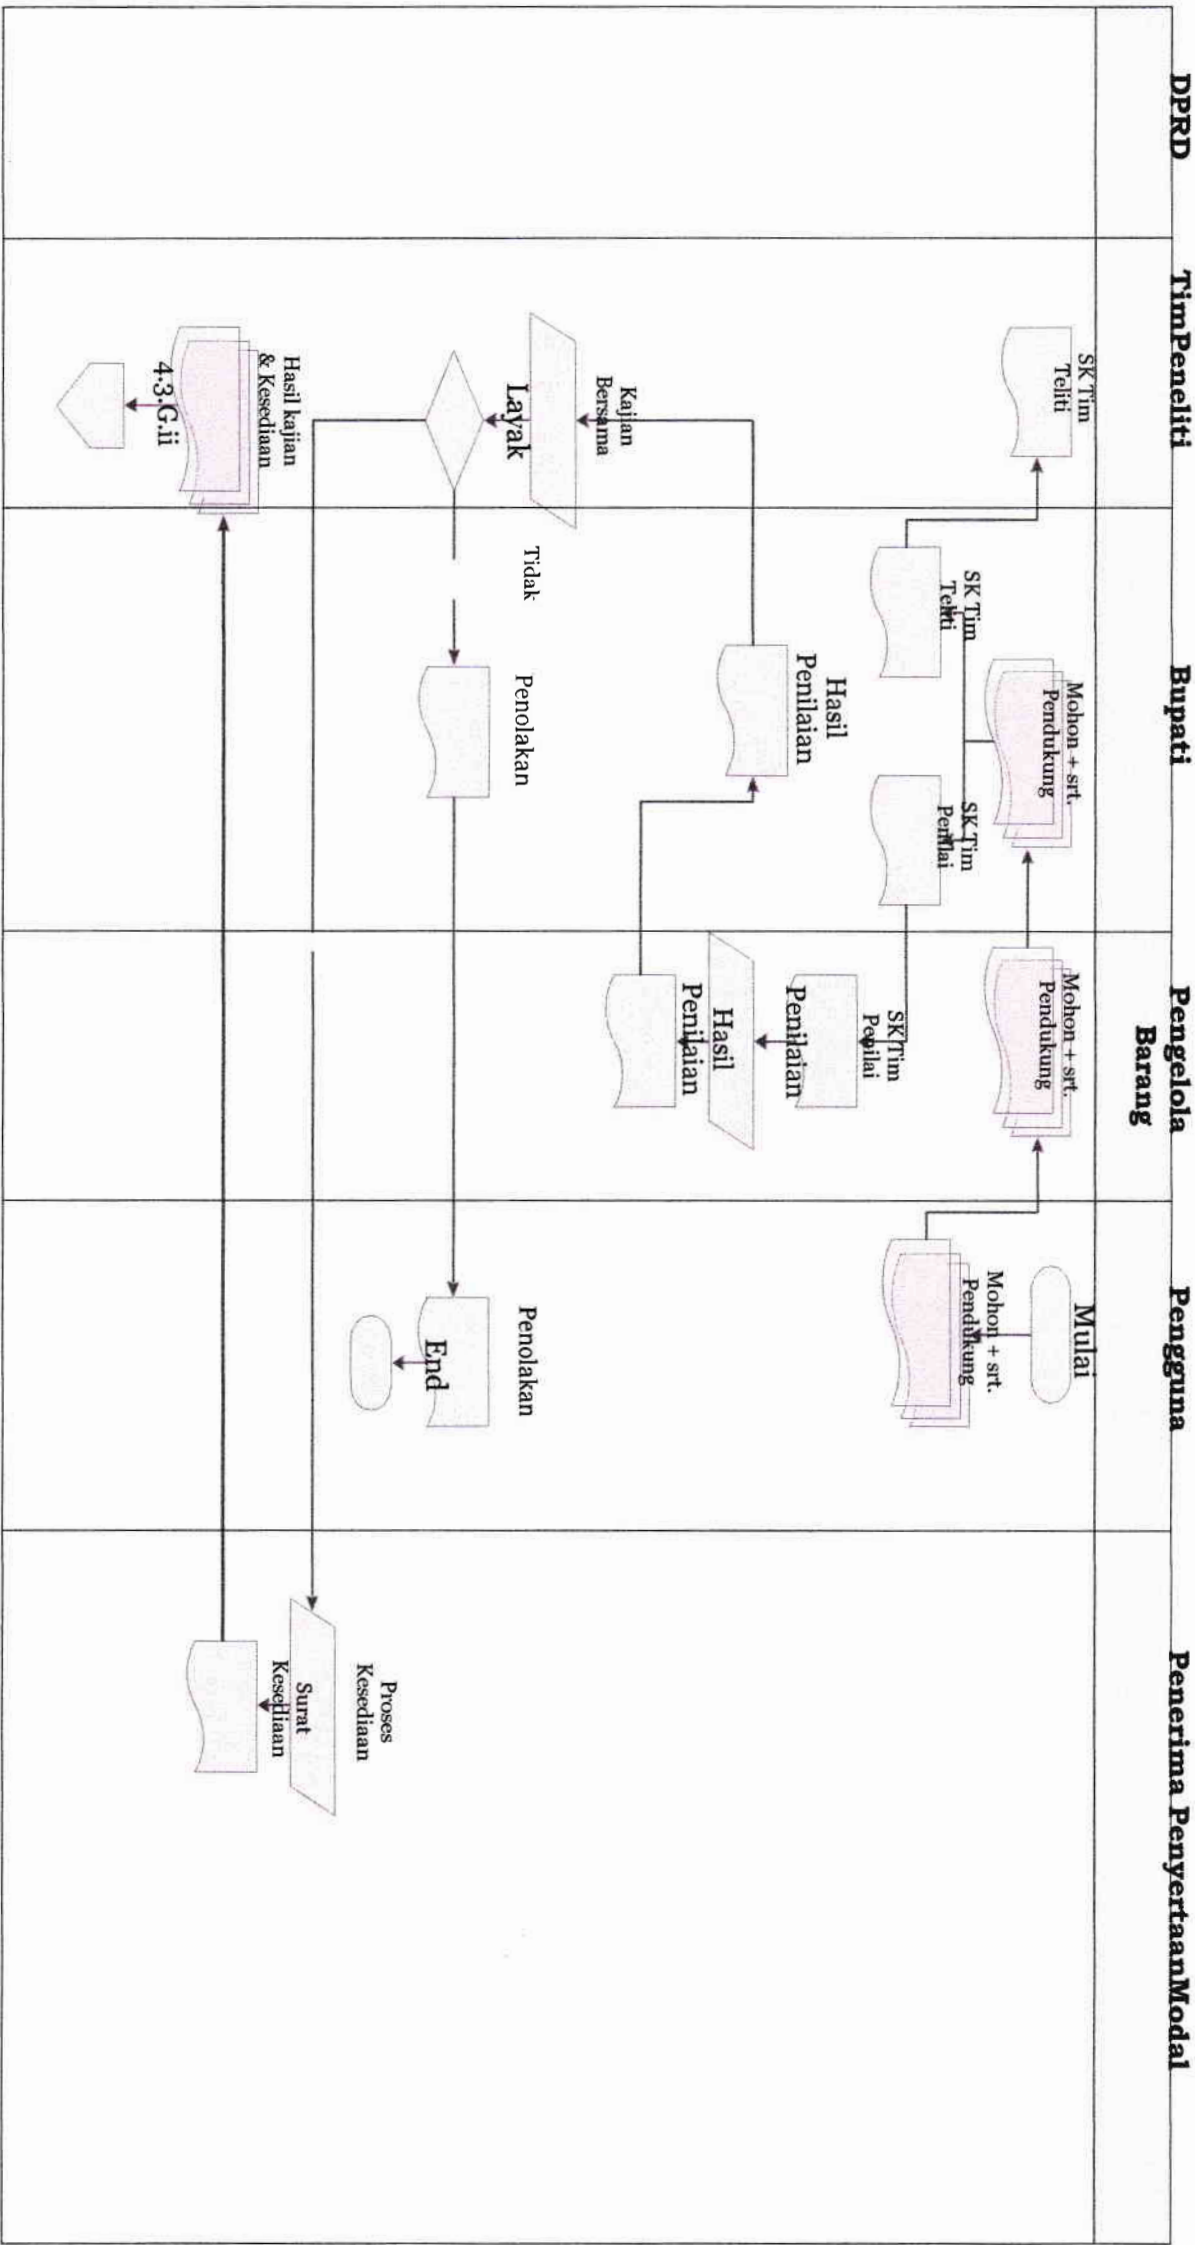 DPRD
TimPeneliti
Bupati
Pengelola
Barang
Pengguna
Penerima PenyertaanModal
SK Tim
Teliti
Mohon + srt.
Pendukung
Mohon + srt.
Pendukung
Mulai
SK Tim
Teliti
SK Tim
Penilai
Mohon + srt.
Pendukung
SK Tim
Penilai
Hasil
Penilaian
Penilaian
Hasil
Penilaian
Kajian
Bersama
Layak
Tidak
Penolakan
Penolakan
End
Proses
Kesediaan
Hasil kajian
& Kesediaan
Surat
Kesediaan
4.3.G.ii